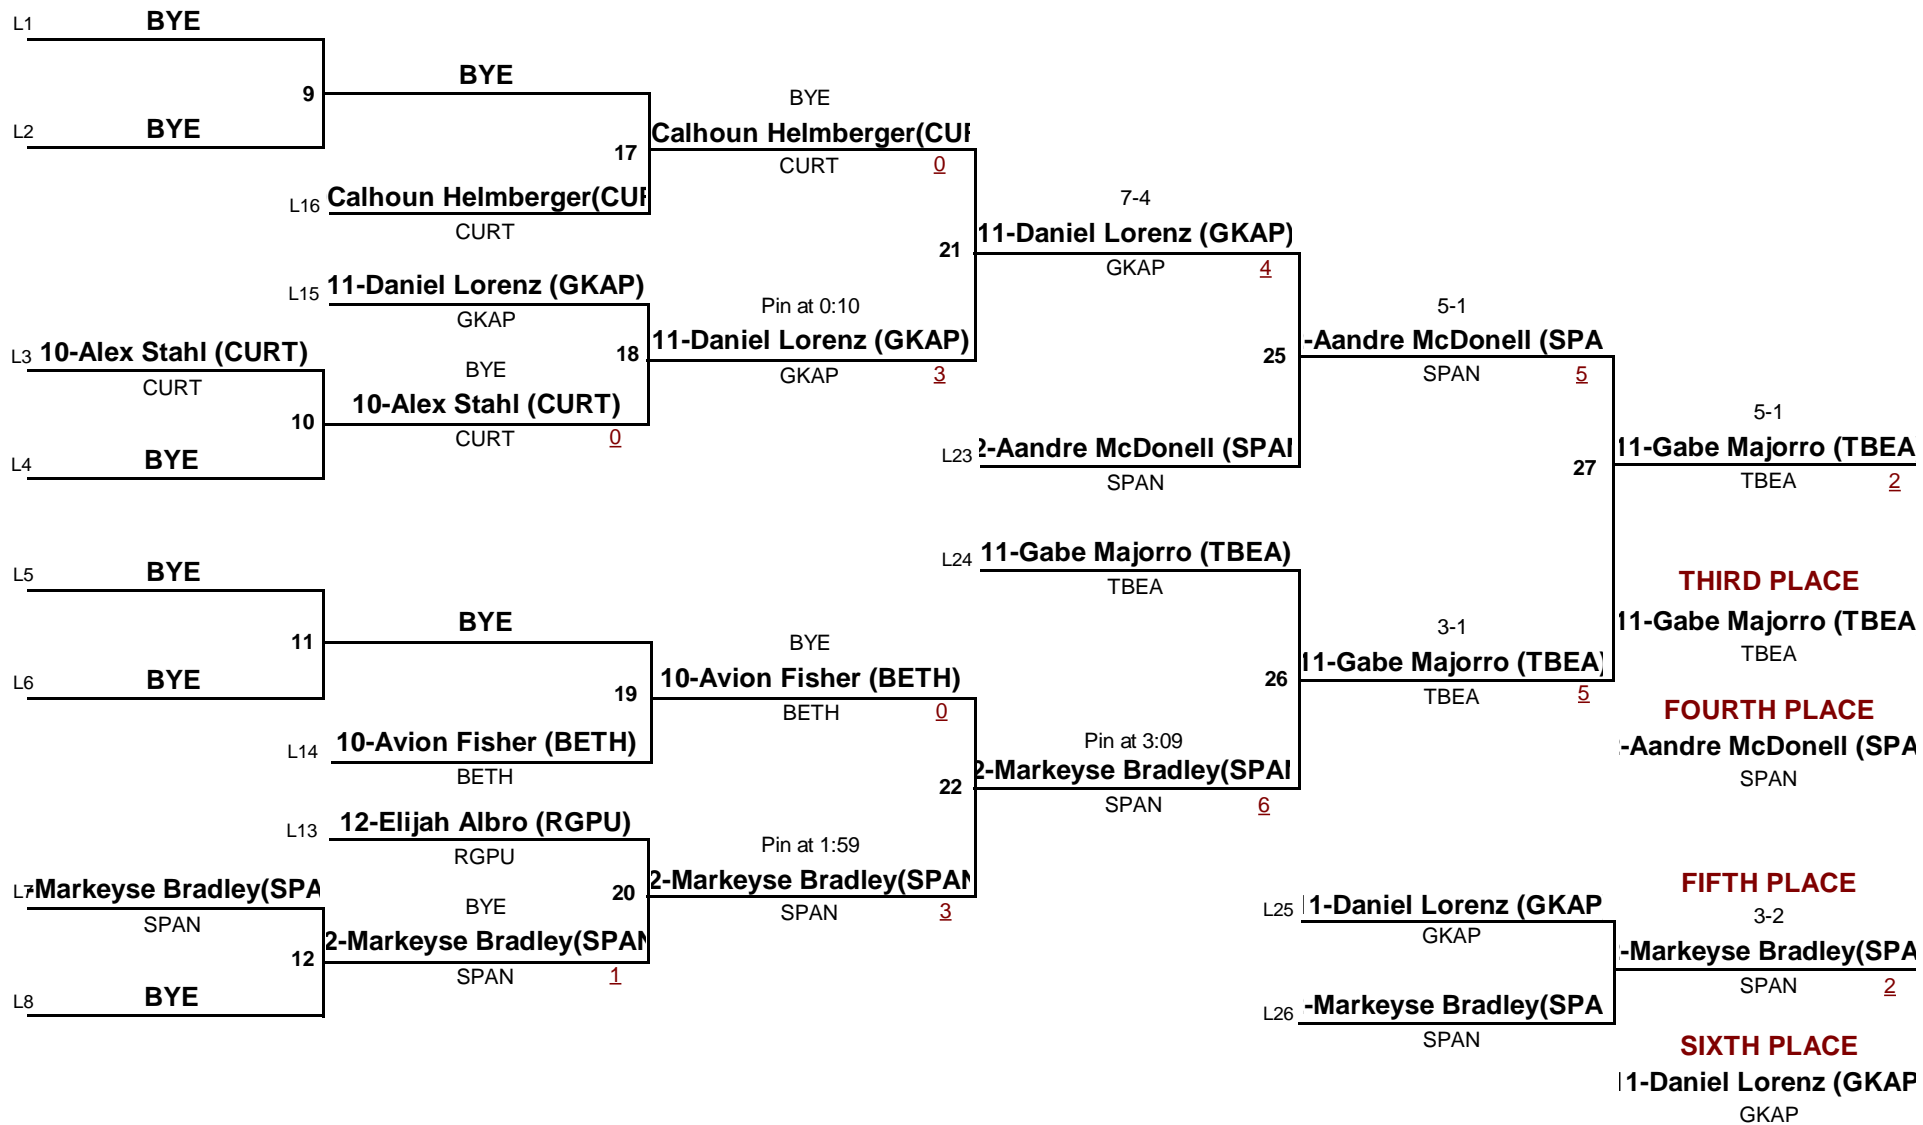 L1 BYE
9
BYE
L2 BYE
17
BYE
Calhoun Helmberger(CUR
CURT 0
L16 Calhoun Helmberger(CUR
CURT
21
7-4
11-Daniel Lorenz (GKAP)
GKAP 4
L15 11-Daniel Lorenz (GKAP)
GKAP
18
Pin at 0:10
11-Daniel Lorenz (GKAP)
GKAP 3
L3 10-Alex Stahl (CURT)
CURT
10
BYE
10-Alex Stahl (CURT)
CURT 0
L4 BYE
25
5-1
-Aandre McDonell (SPA
SPAN 5
L23 2-Aandre McDonell (SPAN
SPAN
27
5-1
11-Gabe Majorro (TBEA
TBEA 2
L5 BYE
11
BYE
L6 BYE
19
BYE
10-Avion Fisher (BETH)
BETH 0
L14 10-Avion Fisher (BETH)
BETH
L24 11-Gabe Majorro (TBEA)
TBEA
26
3-1
11-Gabe Majorro (TBEA)
TBEA 5
22
Pin at 3:09
2-Markeyse Bradley(SPAN
SPAN 6
L13 12-Elijah Albro (RGPU)
RGPU
20
Pin at 1:59
2-Markeyse Bradley(SPAN
SPAN 3
L7 -Markeyse Bradley(SPA
SPAN
12
BYE
2-Markeyse Bradley(SPAN
SPAN 1
L8 BYE
THIRD PLACE
11-Gabe Majorro (TBEA
TBEA
FOURTH PLACE
-Aandre McDonell (SPA
SPAN
FIFTH PLACE
L25 1-Daniel Lorenz (GKAP
GKAP
3-2
-Markeyse Bradley(SPA
SPAN 2
L26 -Markeyse Bradley(SPA
SPAN
SIXTH PLACE
1-Daniel Lorenz (GKAP
GKAP